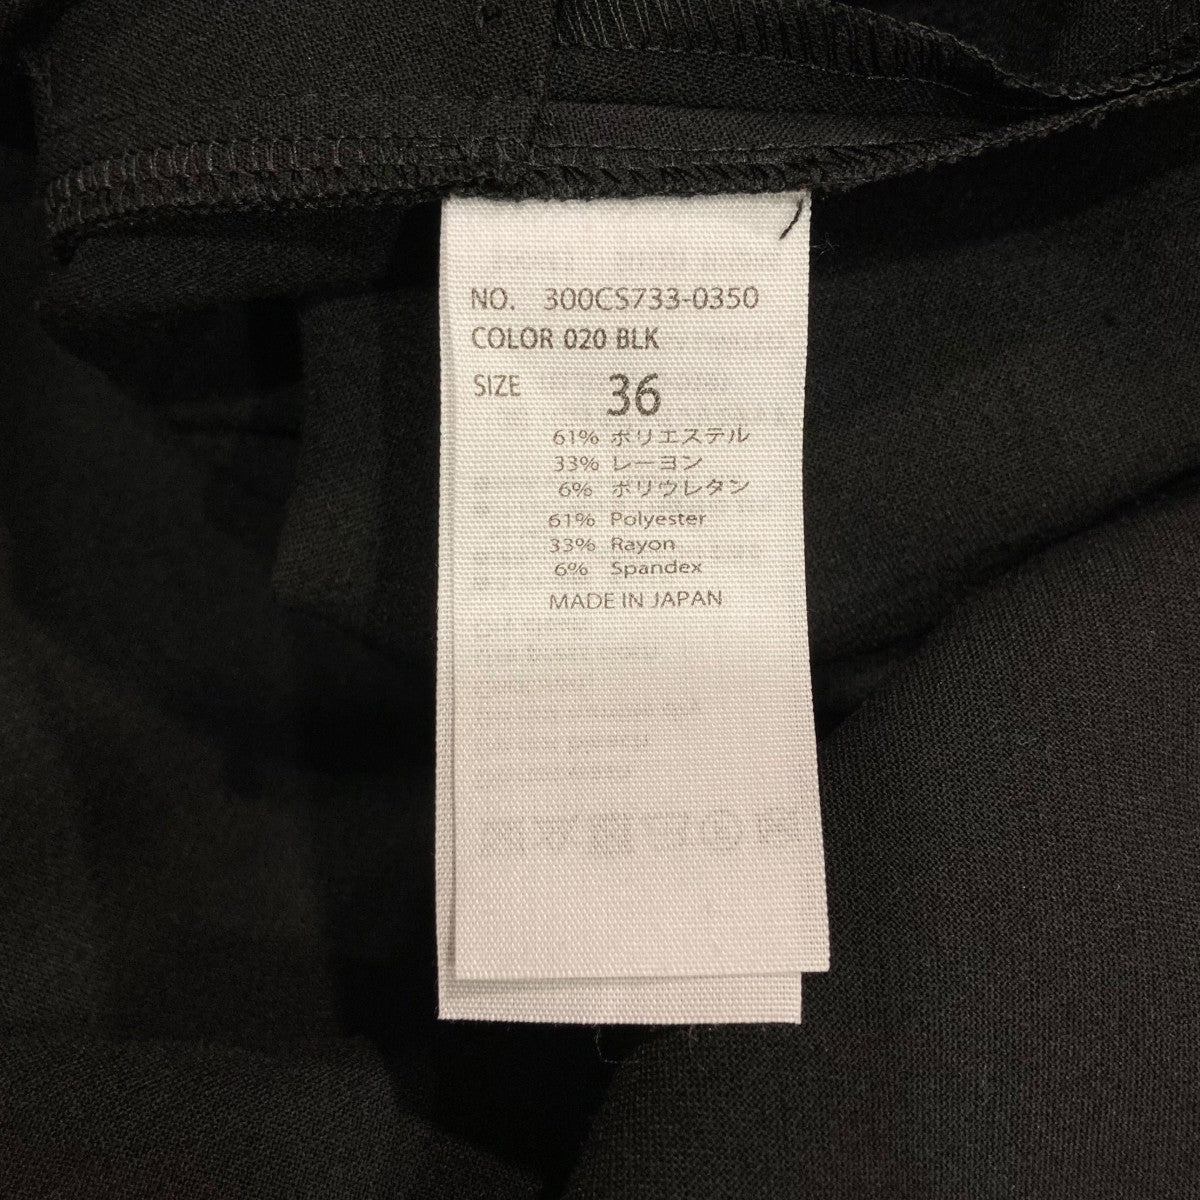 NO. 300CS733-0350
COLOR 020 BLK
SIZE 36
61% ポリエステル
33% レーヨン
6% ポリウレタン
61% Polyester
33% Rayon
6% Spandex
MADE IN JAPAN